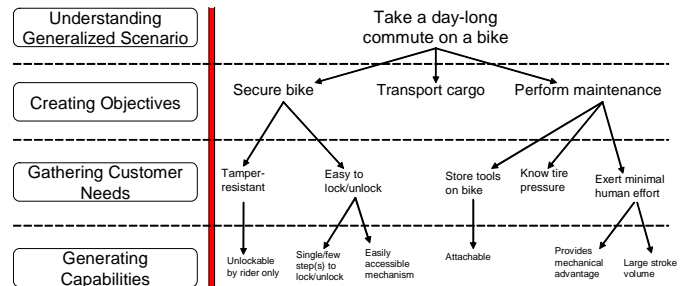 Understanding
Generalized Scenario
Take a day-long
commute on a bike
Creating Objectives
Secure bike
Transport cargo
Perform maintenance
Gathering Customer
Needs
Tamper-
resistant
Easy to
lock/unlock
Store tools
on bike
Know tire
pressure
Exert minimal
human effort
Generating
Capabilities
Unlockable
by rider only
Single/few
step(s) to
lock/unlock
Easily
accessible
mechanism
Attachable
Provides
mechanical
advantage
Large stroke
volume